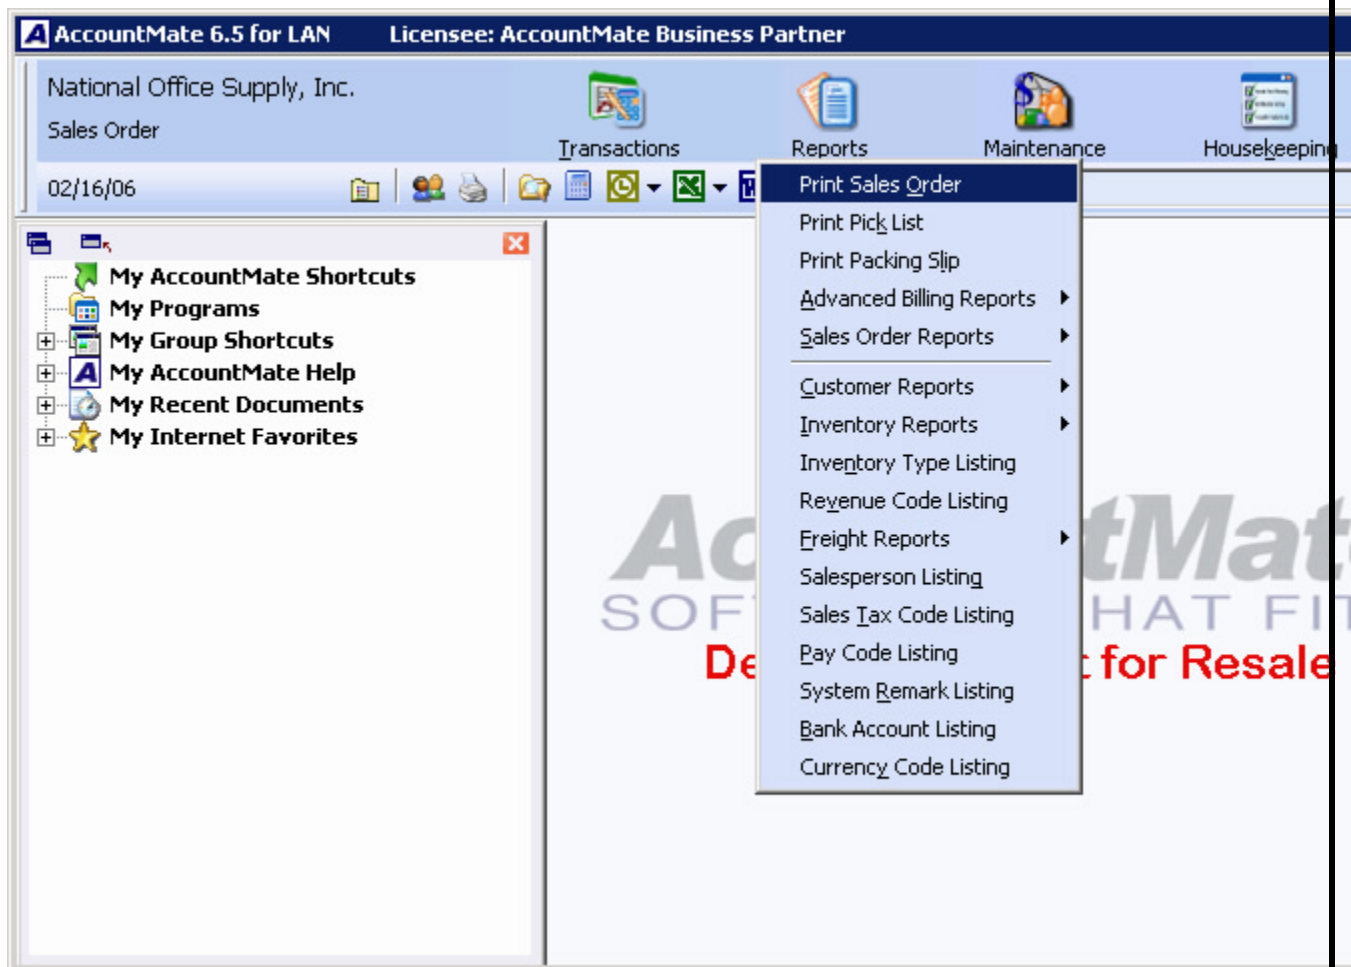 AccountMate 6.5 for LAN Licensee: AccountMate Business Partner
National Office Supply, Inc.
Sales Order
Transactions Reports Maintenance Housekeeping
02/16/06
Print Sales Order
Print Pick List
Print Packing Slip
Advanced Billing Reports
Sales Order Reports
Customer Reports
Inventory Reports
Inventory Type Listing
Revenue Code Listing
Freight Reports
Salesperson Listing
Sales Tax Code Listing
Pay Code Listing
System Remark Listing
Bank Account Listing
Currency Code Listing
My AccountMate Shortcuts
My Programs
My Group Shortcuts
My AccountMate Help
My Recent Documents
My Internet Favorites
for Resale